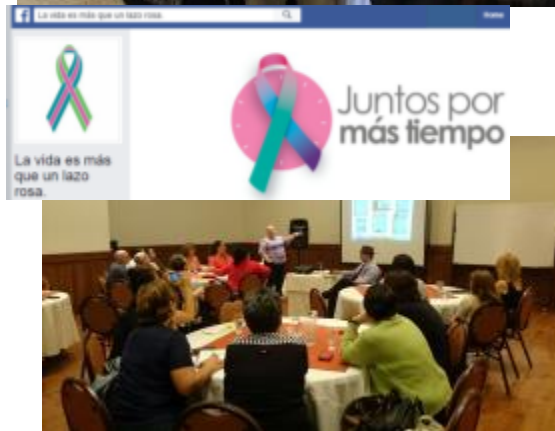 La vida es más que un lazo rosa
Home
Juntos por
más tiempo
La vida es más
que un lazo
rosa.